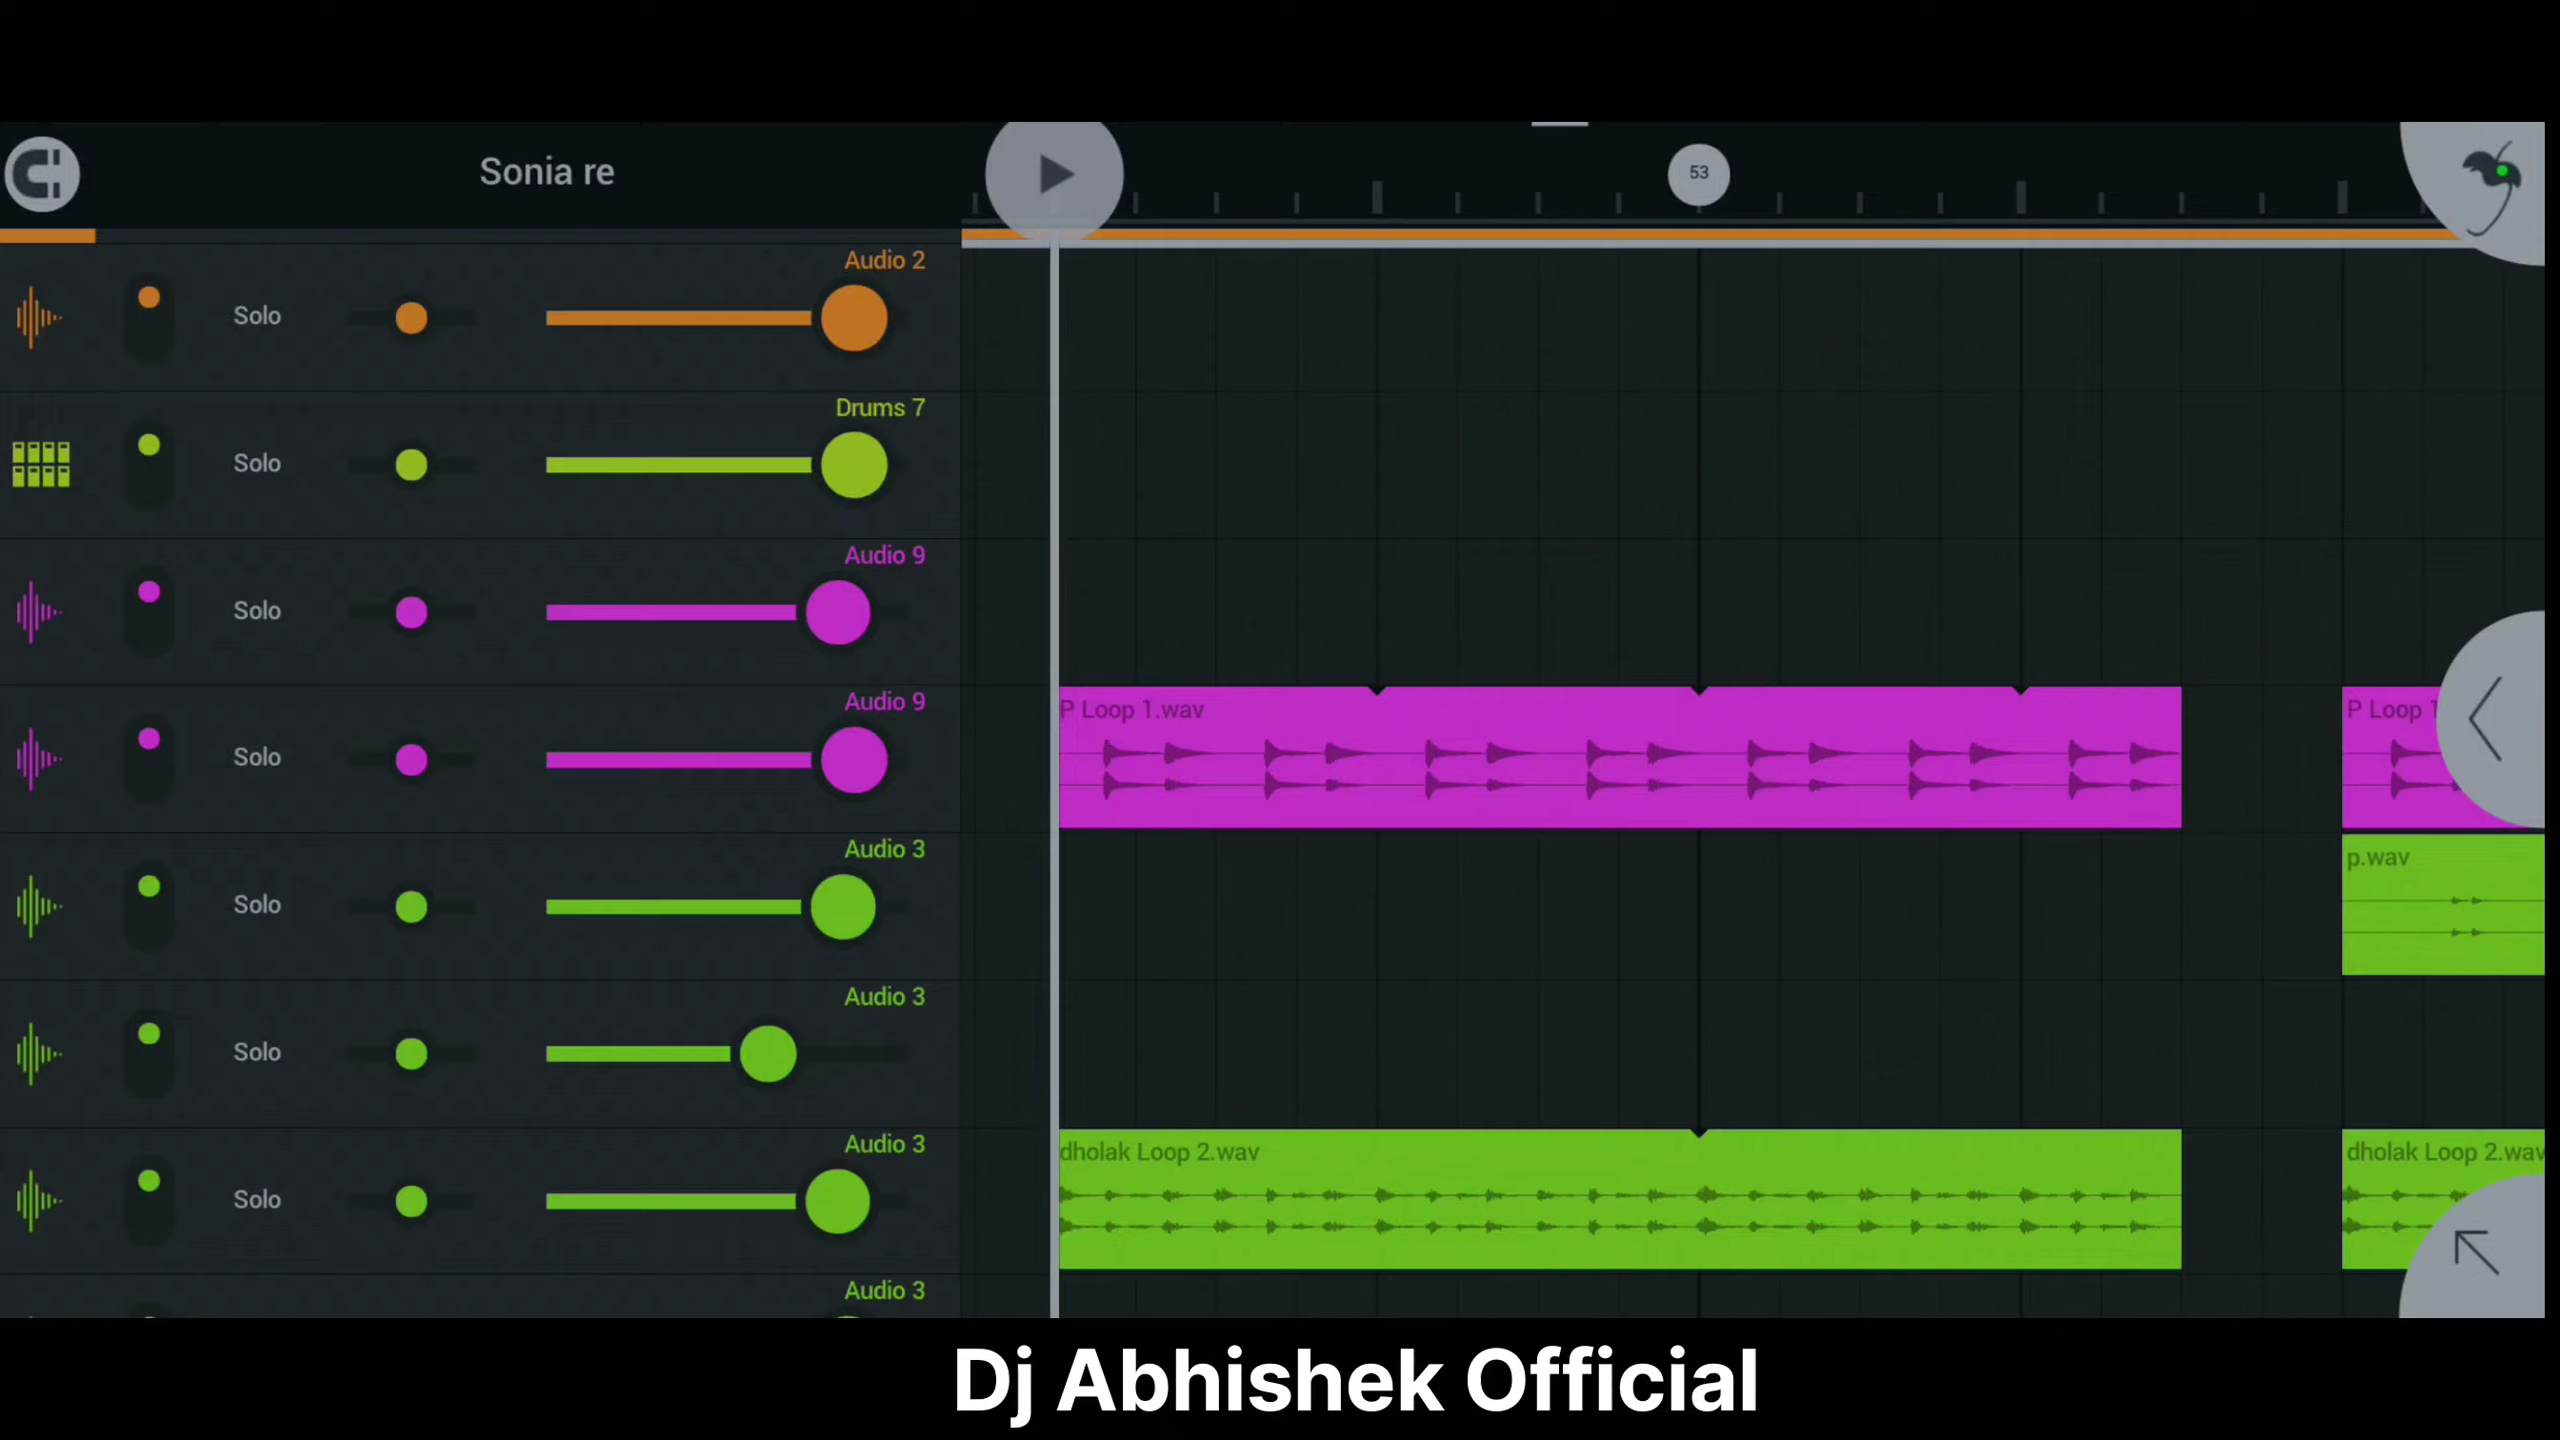 Sonia re
53
Audio 2
Solo
Drums 7
Solo
Audio 9
Solo
Audio 9
Solo
P Loop 1.wav
P Loop
Audio 3
Solo
p.wav
Audio 3
Solo
Audio 3
Solo
dholak Loop 2.wav
dholak Loop 2.wav
Audio 3
Dj Abhishek Official